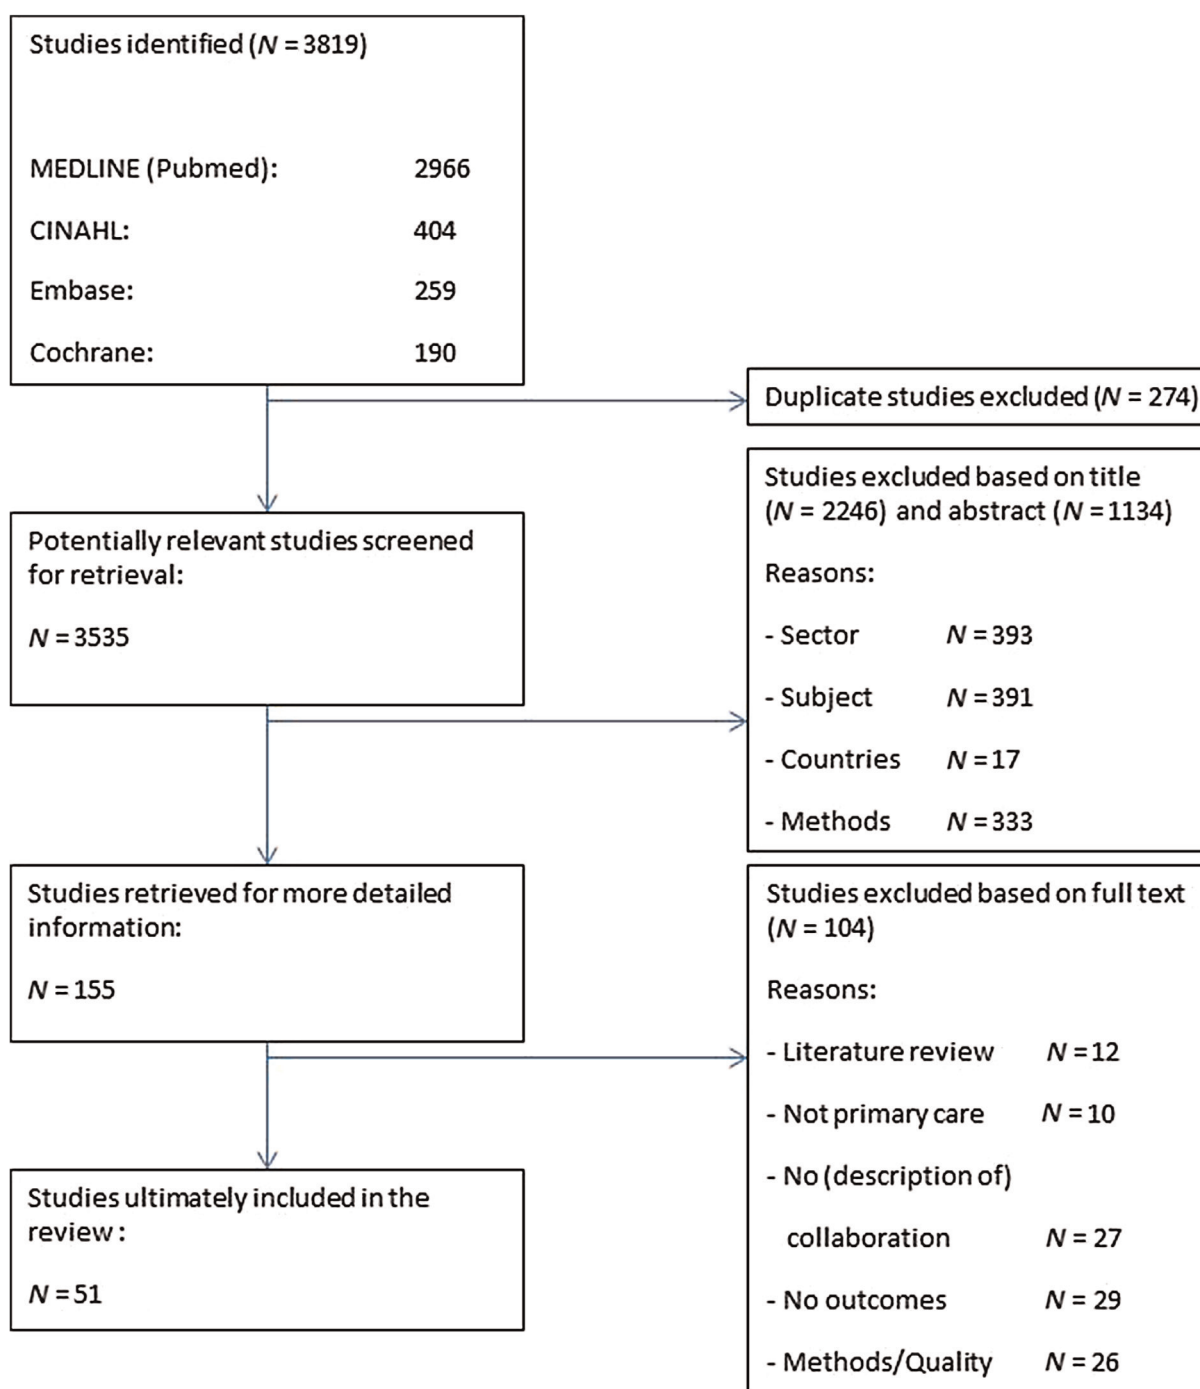 Studies identified (N = 3819)
MEDLINE (Pubmed): 2966
CINAHL: 404
Embase: 259
Cochrane: 190
Duplicate studies excluded (N = 274)
Studies excluded based on title
(N = 2246) and abstract (N = 1134)
Reasons:
- Sector N = 393
- Subject N = 391
- Countries N = 17
- Methods N = 333
Potentially relevant studies screened
for retrieval:
N = 3535
Studies retrieved for more detailed
information:
N = 155
Studies excluded based on full text
(N = 104)
Reasons:
- Literature review N = 12
- Not primary care N = 10
- No (description of)
collaboration N = 27
- No outcomes N = 29
- Methods/Quality N = 26
Studies ultimately included in the
review :
N = 51